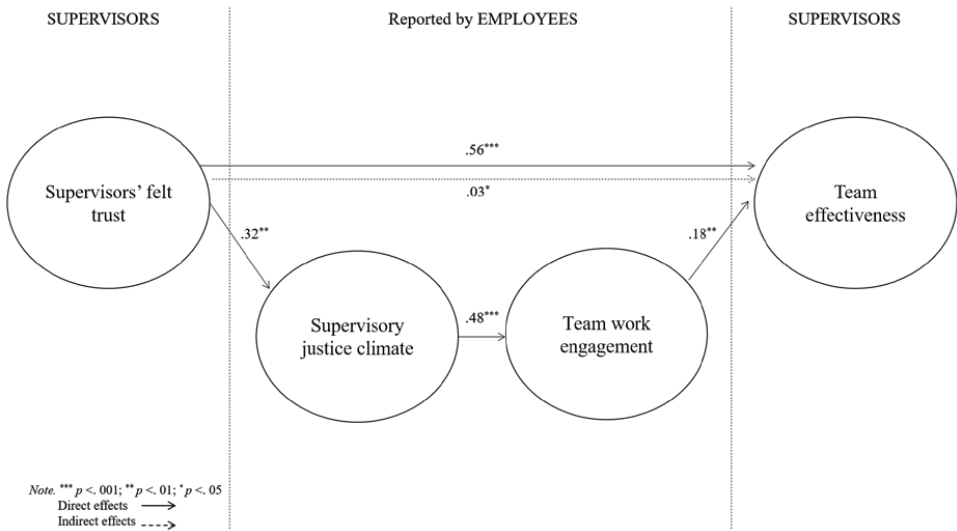 SUPERVISORS
Reported by EMPLOYEES
SUPERVISORS
.56***
.03*
Supervisors’ felt
trust
Team
effectiveness
.32**
.18**
Supervisory
justice climate
.48***
Team work
engagement
Note. *** p <. 001; ** p <. 01; * p <. 05
Direct effects
Indirect effects